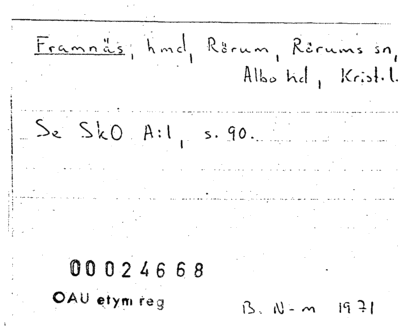 Framnäs, hmd, Rörum, Rörums sn,
Albo hd, Krist. l.
Se SkO A:1, s. 90.
00024668
OAU etym reg
B. N-m 1971